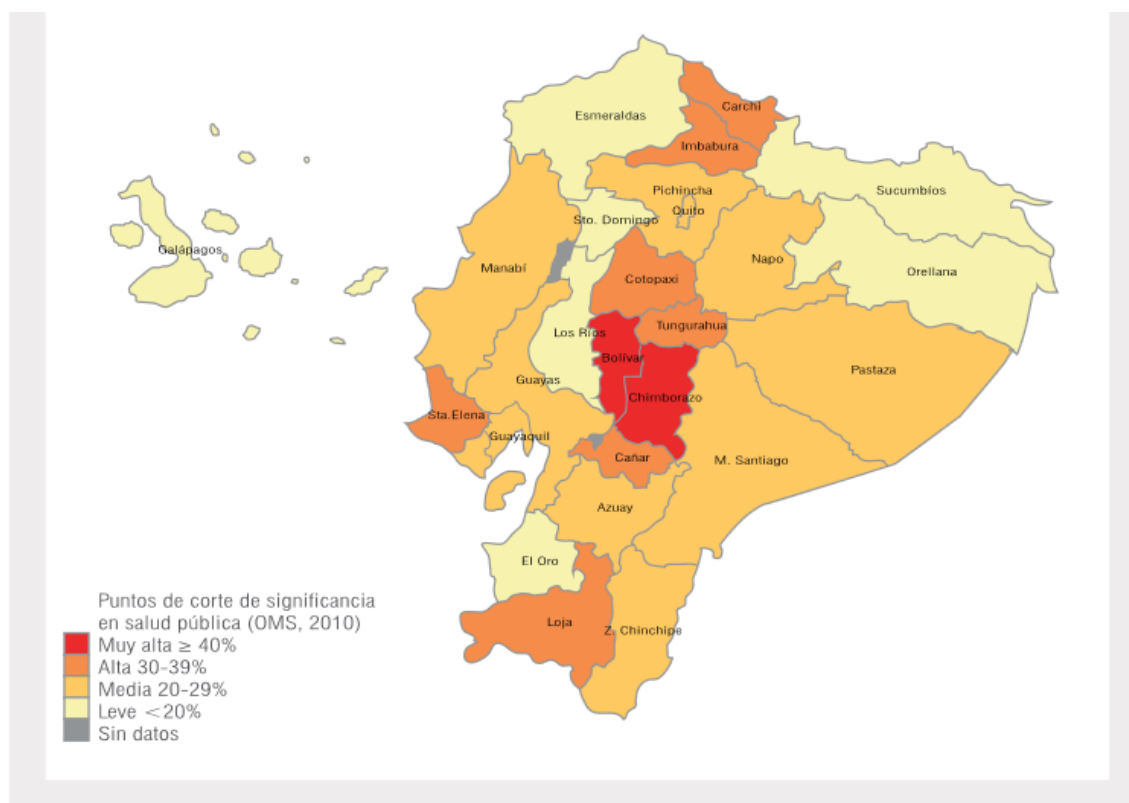 Carchi
Esmeraldas
Imbabura
Pichincha
Sucumbíos
Quito
Sto. Domingo
Galápagos
Napo
Manabí
Orellana
Cotopaxi
Tungurahua
Los Ríos
Bolívar
Pastaza
Guayas
Chimborazo
Sta.Elena
Guayaquil
Cañar
M. Santiago
Azuay
El Oro
Loja
Z. Chinchipe
Puntos de corte de significancia
en salud pública (OMS, 2010)
Muy alta ≥ 40%
Alta 30-39%
Media 20-29%
Leve <20%
Sin datos